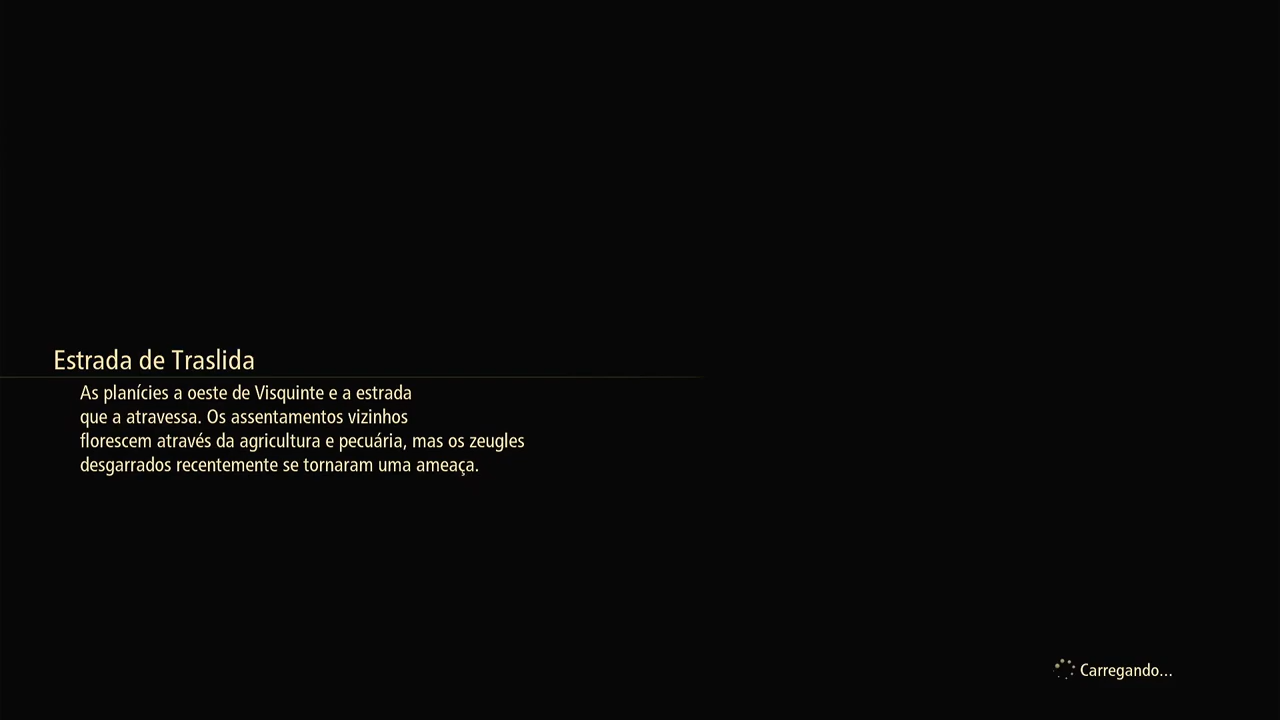 Estrada de Traslida
As planícies a oeste de Visquinte e a estrada
que a atravessa. Os assentamentos vizinhos
florescem através da agricultura e pecuária, mas os zeugles
desgarrados recentemente se tornaram uma ameaça.
Carregando...